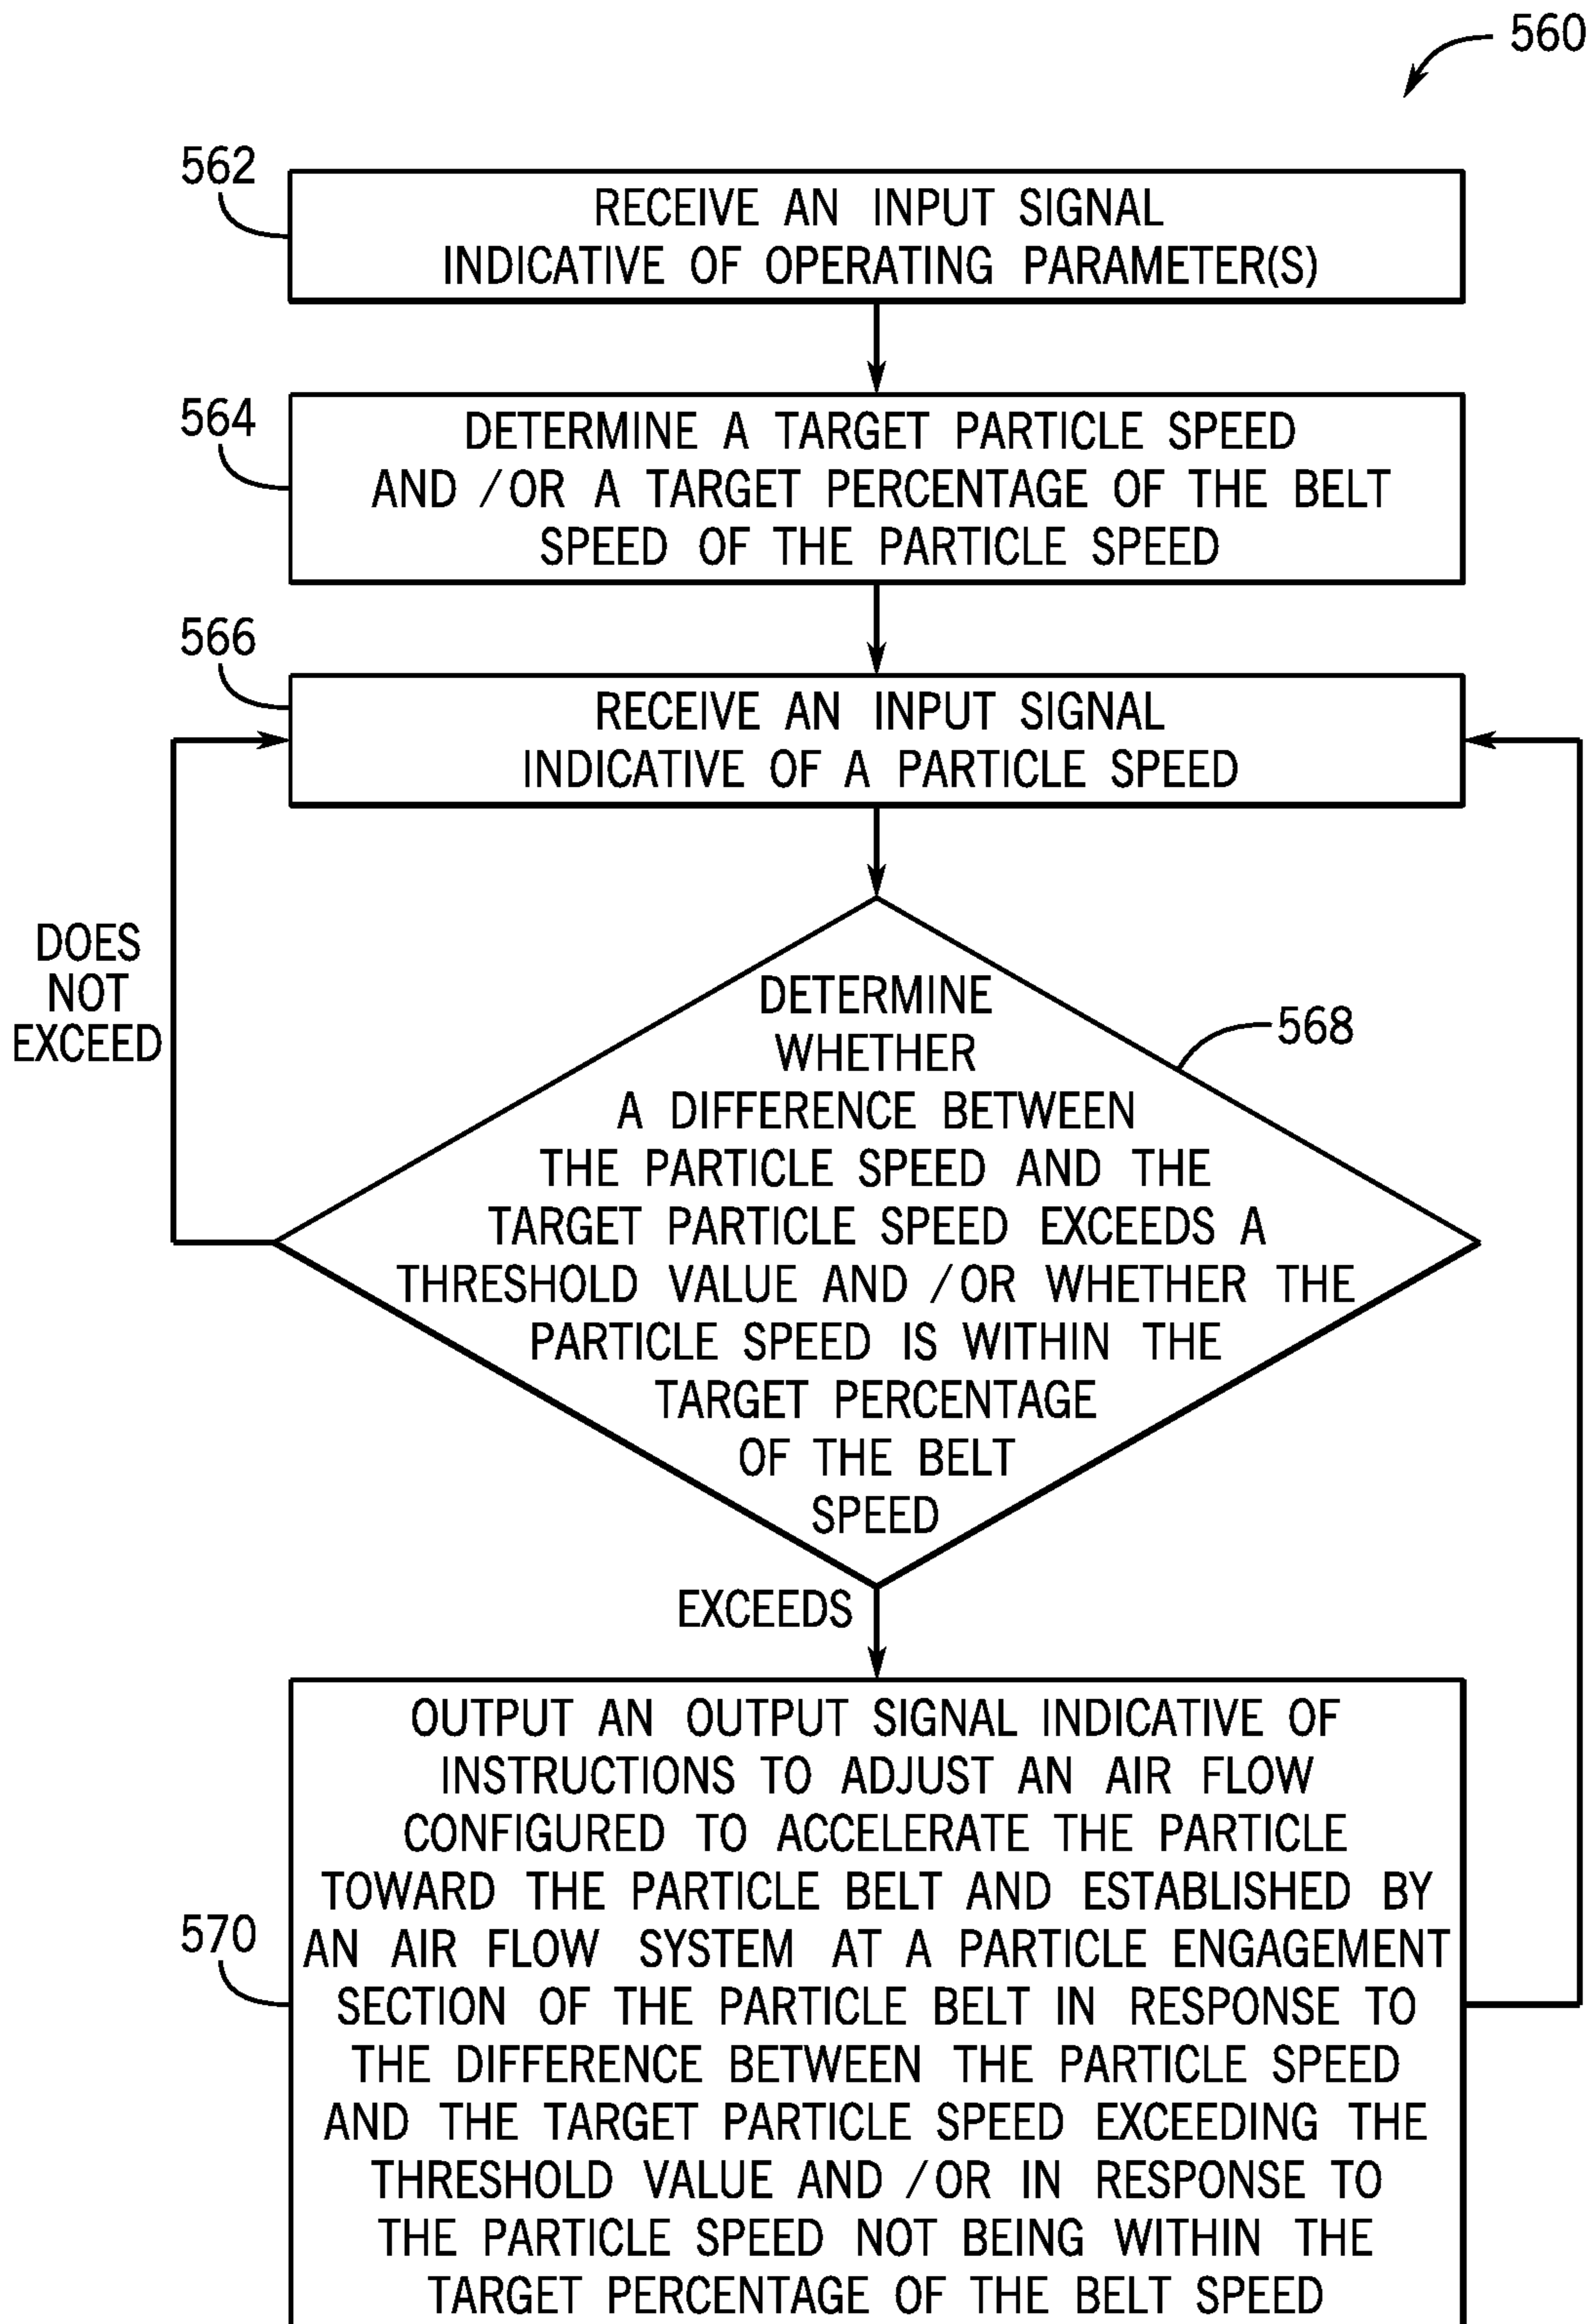 560
562
RECEIVE AN INPUT SIGNAL
INDICATIVE OF OPERATING PARAMETER(S)
564
DETERMINE A TARGET PARTICLE SPEED
AND /OR A TARGET PERCENTAGE OF THE BELT
SPEED OF THE PARTICLE SPEED
566
RECEIVE AN INPUT SIGNAL
INDICATIVE OF A PARTICLE SPEED
DOES
NOT
EXCEED
568
DETERMINE
WHETHER
A DIFFERENCE BETWEEN
THE PARTICLE SPEED AND THE
TARGET PARTICLE SPEED EXCEEDS A
THRESHOLD VALUE AND /OR WHETHER THE
PARTICLE SPEED IS WITHIN THE
TARGET PERCENTAGE
OF THE BELT
SPEED
EXCEEDS
570
OUTPUT AN OUTPUT SIGNAL INDICATIVE OF
INSTRUCTIONS TO ADJUST AN AIR FLOW
CONFIGURED TO ACCELERATE THE PARTICLE
TOWARD THE PARTICLE BELT AND ESTABLISHED BY
AN AIR FLOW SYSTEM AT A PARTICLE ENGAGEMENT
SECTION OF THE PARTICLE BELT IN RESPONSE TO
THE DIFFERENCE BETWEEN THE PARTICLE SPEED
AND THE TARGET PARTICLE SPEED EXCEEDING THE
THRESHOLD VALUE AND /OR IN RESPONSE TO
THE PARTICLE SPEED NOT BEING WITHIN THE
TARGET PERCENTAGE OF THE BELT SPEED